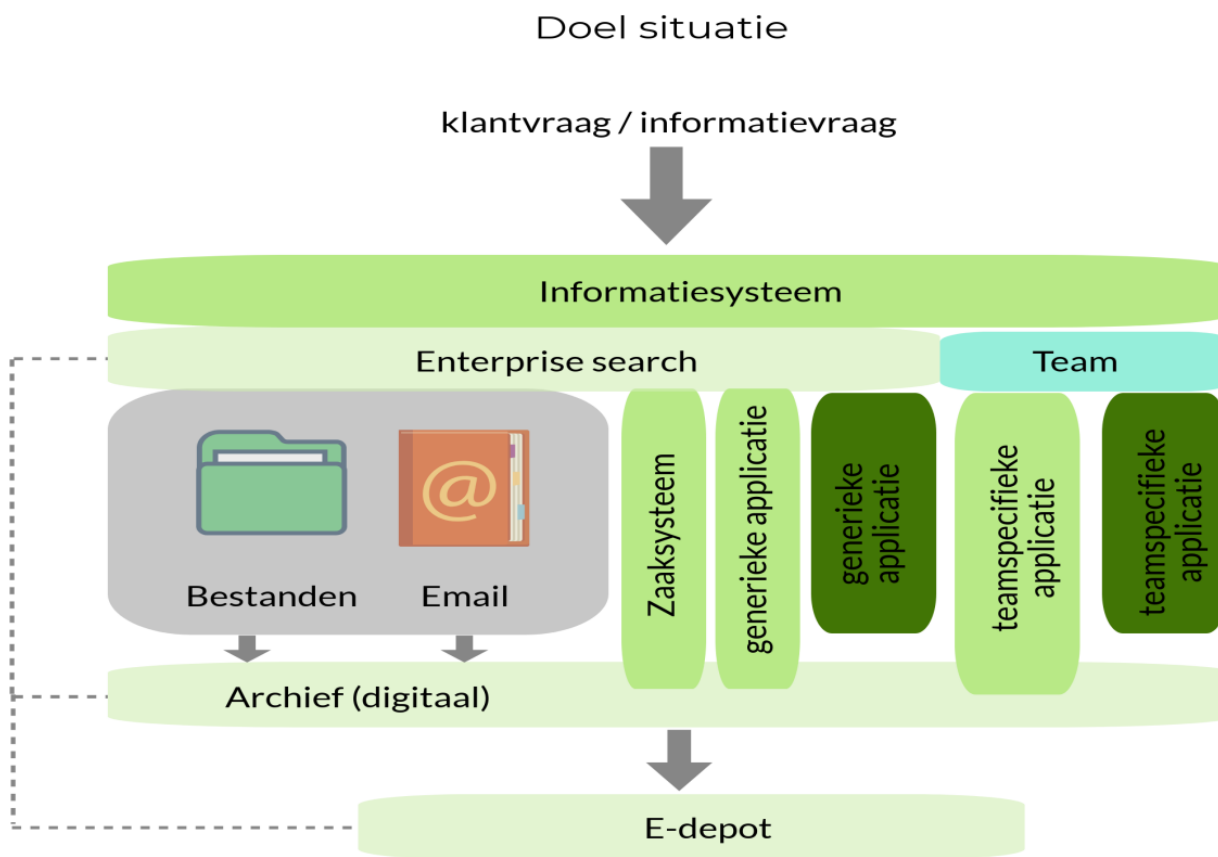 Doel situatie
klantvraag / informatievraag
Informatiesysteem
Enterprise search
Team
Bestanden
@
Email
Zaaksysteem
generieke applicatie
generieke
applicatie
teamspecifieke
applicatie
teamspecifieke
applicatie
Archief (digitaal)
E-depot